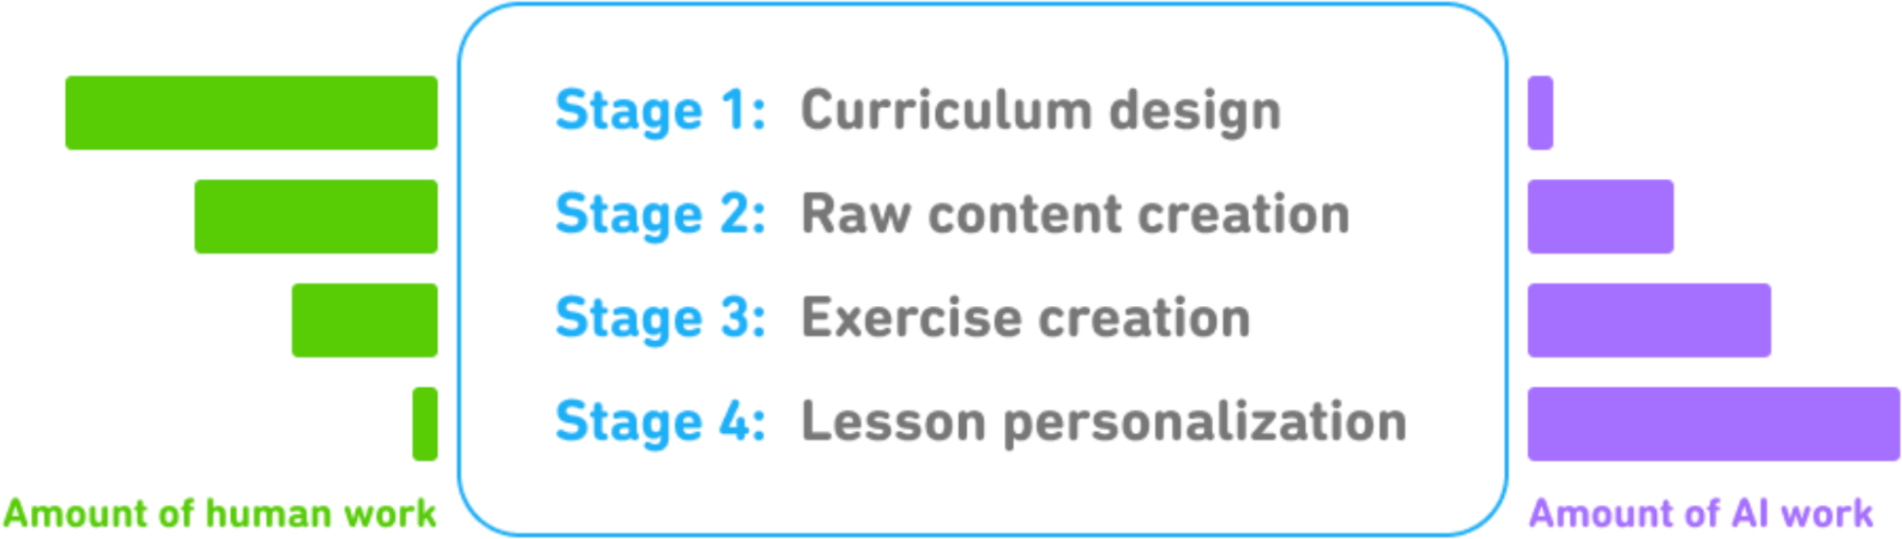 Stage 1: Curriculum design
Stage 2: Raw content creation
Stage 3: Exercise creation
Stage 4: Lesson personalization
Amount of human work
Amount of AI work